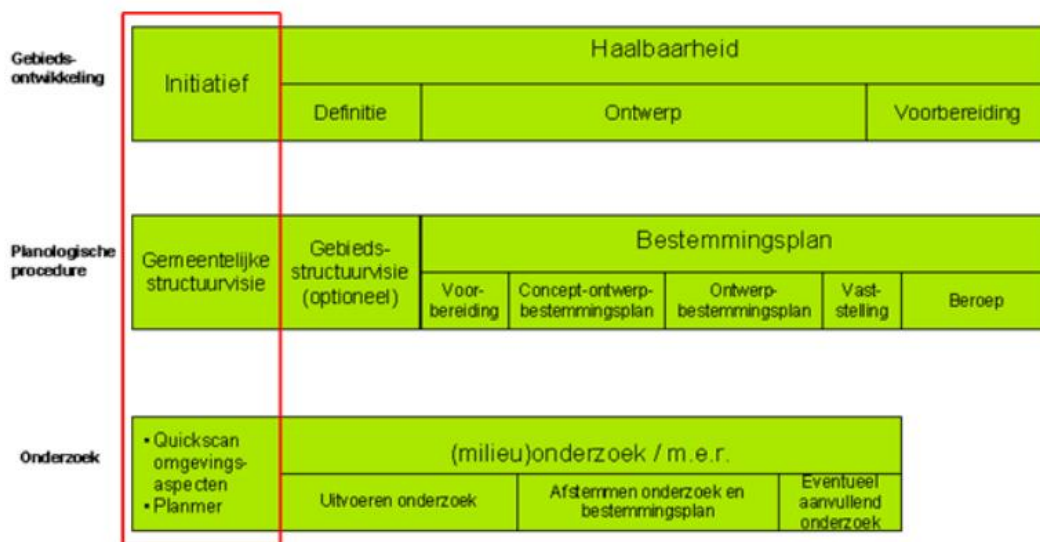 Gebieds-
ontwikkeling
Initiatief
Haalbaarheid
Definitie
Ontwerp
Voorbereiding
Planologische
procedure
Gemeentelijke
structuurvisie
Gebieds-
structuurvisie
(optioneel)
Bestemmingsplan
Voor-
bereiding
Concept-ontwerp-
bestemmingsplan
Ontwerp-
bestemmingsplan
Vast-
stelling
Beroep
Onderzoek
▪ Quickscan
omgevings-
aspecten
▪ Planmer
(milieu)onderzoek / m.e.r.
Uitvoeren onderzoek
Afstemmen onderzoek en
bestemmingsplan
Eventueel
aanvullend
onderzoek